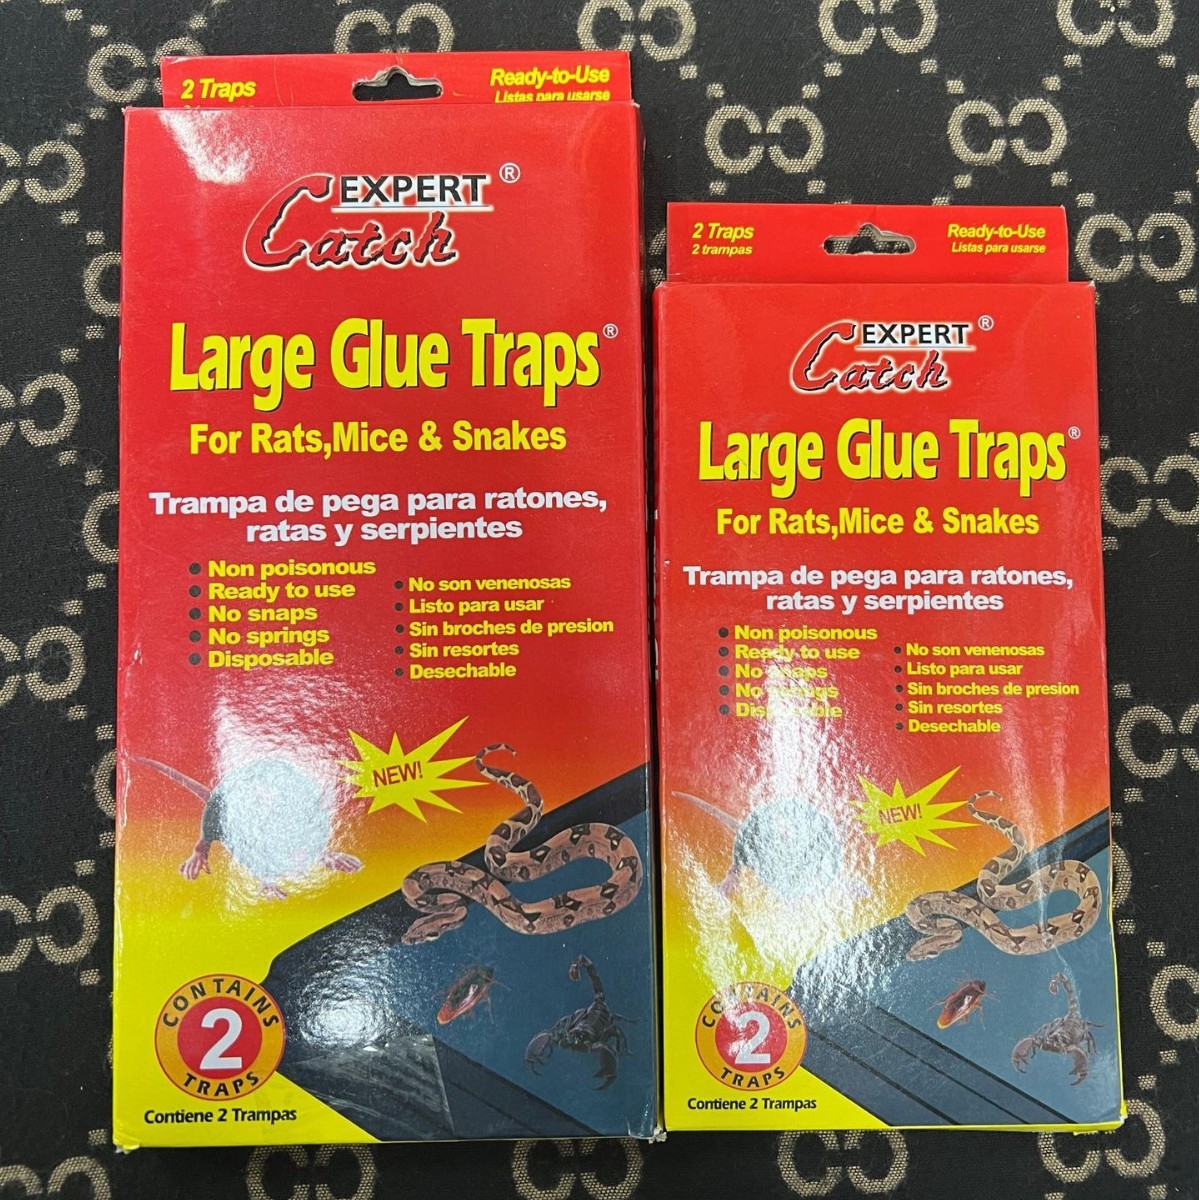 2 Traps
Ready-to-Use
Listas para usarse
EXPERT ®
Catch
Large Glue Traps®
For Rats,Mice & Snakes
Trampa de pega para ratones,
ratas y serpientes
Non poisonous
Ready to use
No snaps
No springs
Disposable
No son venenosas
Listo para usar
Sin broches de presion
Sin resortes
Desechable
NEW!
CONTAINS
2
TRAPS
Contiene 2 Trampas
2 Traps
2 trampas
Ready-to-Use
Listas para usarse
EXPERT ®
Catch
Large Glue Traps®
For Rats,Mice & Snakes
Trampa de pega para ratones,
ratas y serpientes
Non poisonous
Ready to use
No snaps
No springs
Disposable
No son venenosas
Listo para usar
Sin broches de presion
Sin resortes
Desechable
NEW!
CONTAINS
2
TRAPS
Contiene 2 Trampas